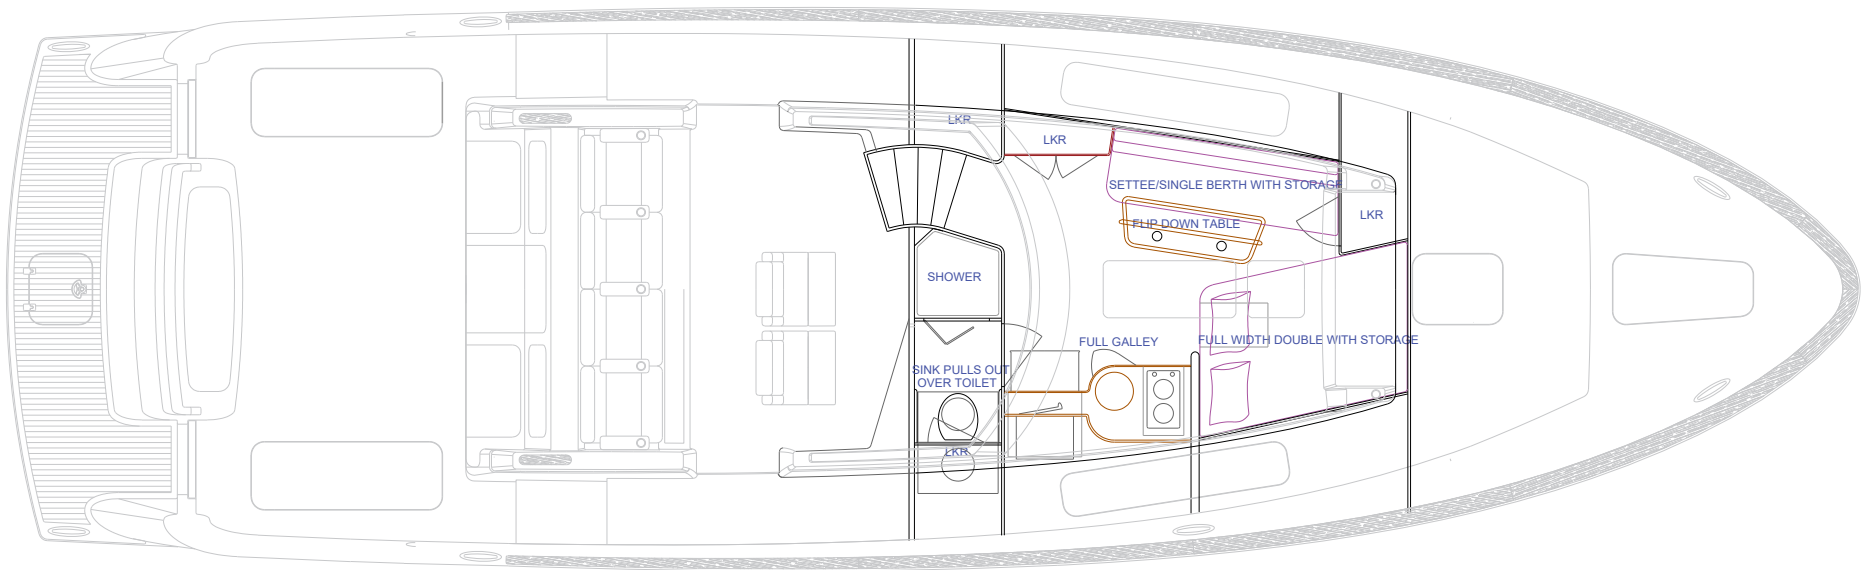 LKR
LKR
SETTEE/SINGLE BERTH WITH STORAGE
LKR
FLIP DOWN TABLE
SHOWER
FULL GALLEY
FULL WIDTH DOUBLE WITH STORAGE
SINK PULLS OUT
OVER TOILET
LKR